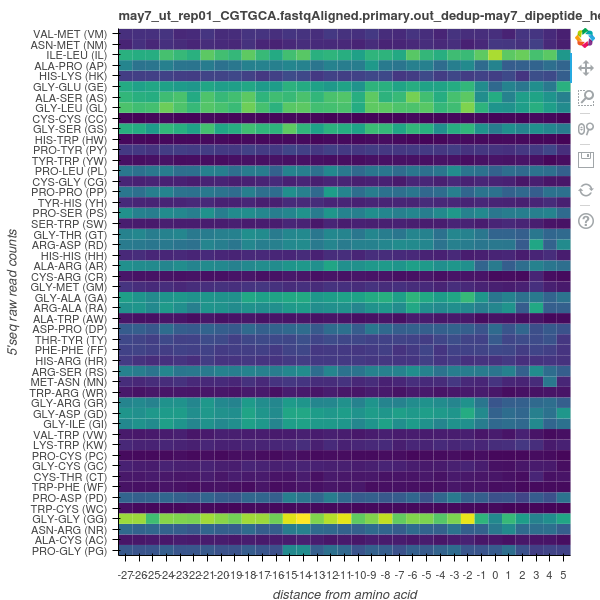 may7_ut_rep01_CGTGCA.fastqAligned.primary.out_dedup-may7_dipeptide_he
VAL-MET (VM)
ASN-MET (NM)
ILE-LEU (IL)
ALA-PRO (AP)
HIS-LYS (HK)
GLY-GLU (GE)
ALA-SER (AS)
GLY-LEU (GL)
CYS-CYS (CC)
GLY-SER (GS)
HIS-TRP (HW)
PRO-TYR (PY)
TYR-TRP (YW)
PRO-LEU (PL)
CYS-GLY (CG)
PRO-PRO (PP)
TYR-HIS (YH)
PRO-SER (PS)
SER-TRP (SW)
GLY-THR (GT)
ARG-ASP (RD)
HIS-HIS (HH)
ALA-ARG (AR)
CYS-ARG (CR)
GLY-MET (GM)
GLY-ALA (GA)
ARG-ALA (RA)
ALA-TRP (AW)
ASP-PRO (DP)
THR-TYR (TY)
PHE-PHE (FF)
HIS-ARG (HR)
ARG-SER (RS)
MET-ASN (MN)
TRP-ARG (WR)
GLY-ARG (GR)
GLY-ASP (GD)
GLY-ILE (GI)
VAL-TRP (VW)
LYS-TRP (KW)
PRO-CYS (PC)
GLY-CYS (GC)
CYS-THR (CT)
TRP-PHE (WF)
PRO-ASP (PD)
TRP-CYS (WC)
GLY-GLY (GG)
ASN-ARG (NR)
ALA-CYS (AC)
PRO-GLY (PG)
5'seq raw read counts
-27-26-25-24-23-22-21-20-19-18-17-16-15-14-13-12-11-10 -9 -8 -7 -6 -5 -4 -3 -2 -1 0 1 2 3 4 5
distance from amino acid